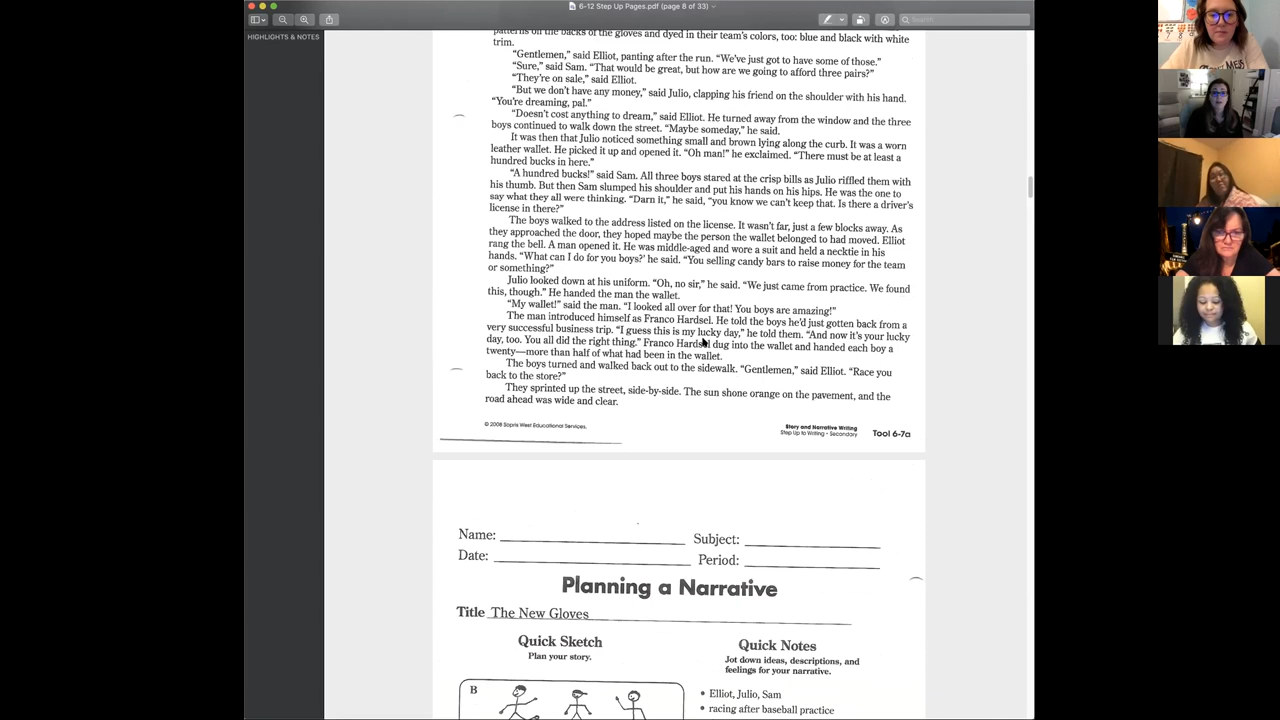 6-12 Step Up Pages.pdf (page 8 of 33)
Search
HIGHLIGHTS & NOTES
patterns on the backs of the gloves and dyed in their team's colors, too: blue and black with white
trim.
"Gentlemen," said Elliot, panting after the run. "We've just got to have some of those."
"Sure," said Sam. "That would be great, but how are we going to afford three pairs?"
"They're on sale," said Elliot.
"But we don't have any money," said Julio, clapping his friend on the shoulder with his hand.
"You're dreaming, pal."
"Doesn't cost anything to dream," said Elliot. He turned away from the window and the three
boys continued to walk down the street. "Maybe someday," he said.
It was then that Julio noticed something small and brown lying along the curb. It was a worn
leather wallet. He picked it up and opened it. "Oh man!" he exclaimed. "There must be at least a
hundred bucks in here."
"A hundred bucks!" said Sam. All three boys stared at the crisp bills as Julio riffled them with
his thumb. But then Sam slumped his shoulder and put his hands on his hips. He was the one to
say what they all were thinking. "Darn it," he said, "you know we can't keep that. Is there a driver's
license in there?"
The boys walked to the address listed on the license. It wasn't far, just a few blocks away. As
they approached the door, they hoped maybe the person the wallet belonged to had moved. Elliot
rang the bell. A man opened it. He was middle-aged and wore a suit and held a necktie in his
hands. "What can I do for you boys?' he said. "You selling candy bars to raise money for the team
or something?"
Julio looked down at his uniform. "Oh, no sir," he said. "We just came from practice. We found
this, though." He handed the man the wallet.
"My wallet!" said the man. "I looked all over for that! You boys are amazing!"
The man introduced himself as Franco Hardsel. He told the boys he'd just gotten back from a
very successful business trip. "I guess this is my lucky day," he told them. "And now it's your lucky
day, too. You all did the right thing." Franco Hardsel dug into the wallet and handed each boy a
twenty—more than half of what had been in the wallet.
The boys turned and walked back out to the sidewalk. "Gentlemen," said Elliot. "Race you
back to the store?"
They sprinted up the street, side-by-side. The sun shone orange on the pavement, and the
road ahead was wide and clear.
© 2008 Sopris West Educational Services.
Story and Narrative Writing
Step Up to Writing • Secondary
Tool 6-7a
Name:
Subject:
Date:
Period:
Planning a Narrative
Title The New Gloves
Quick Sketch
Plan your story.
Quick Notes
Jot down ideas, descriptions, and
feelings for your narrative.
B
• Elliot, Julio, Sam
• racing after baseball practice